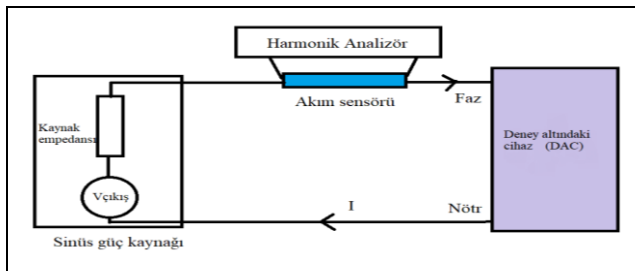 Harmonik Analizör
Akım sensörü
Faz
Kaynak
empedansı
Vçıkış
Sinüs güç kaynağı
I
Nötr
Deney altındaki
cihaz (DAC)